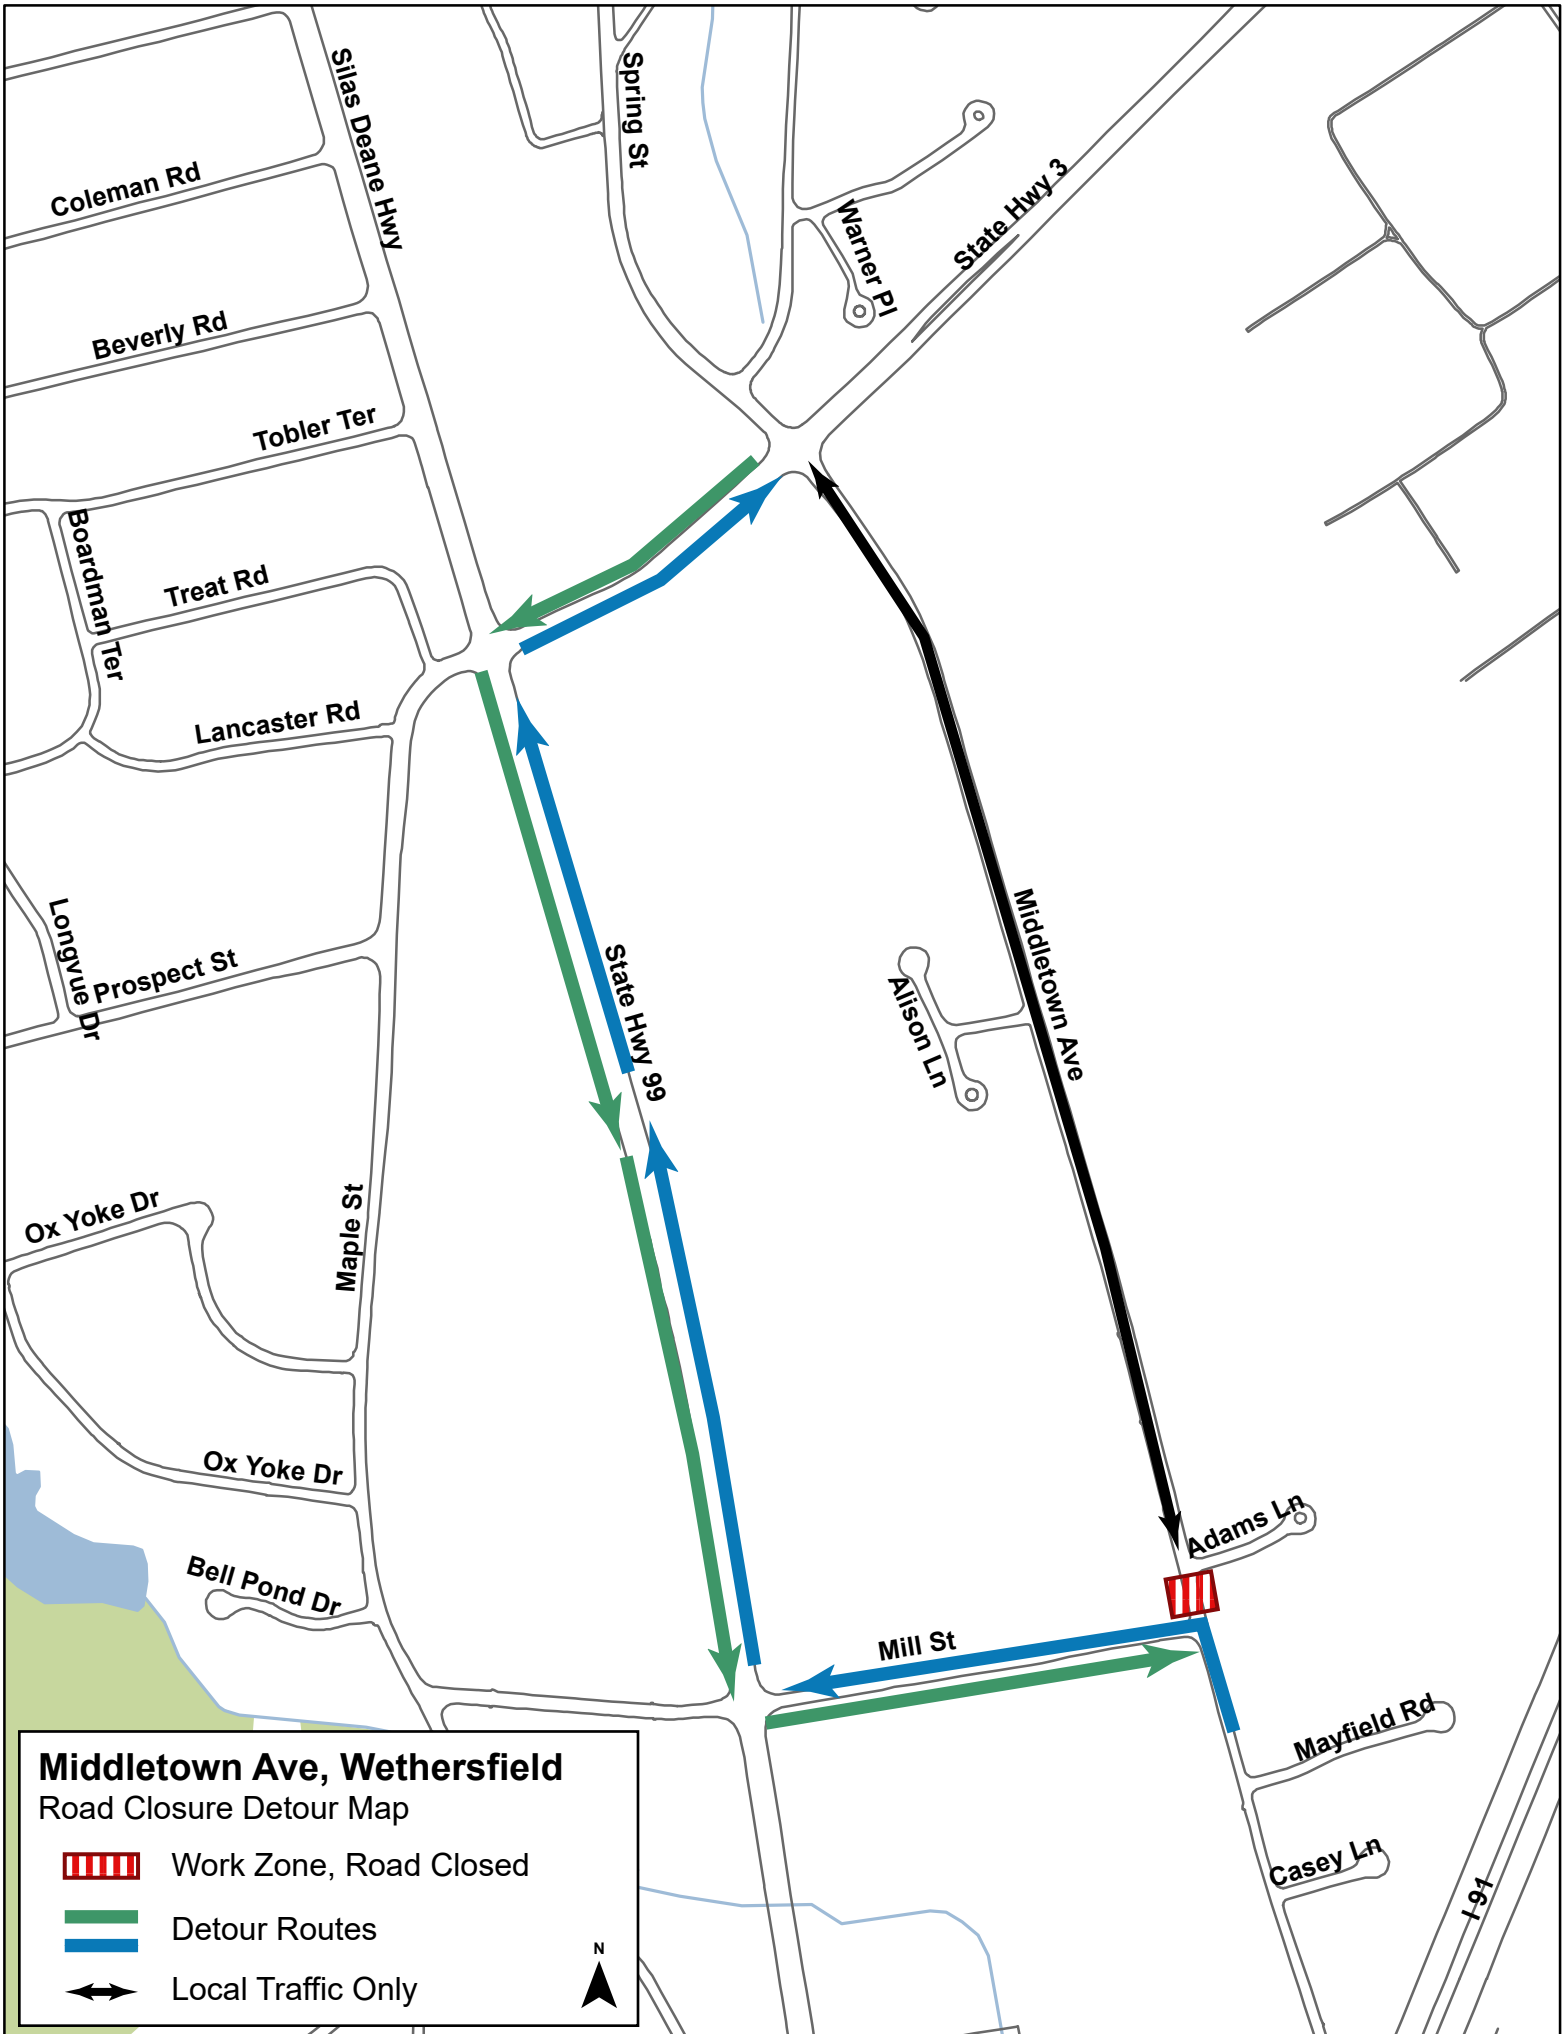 Silas Deane Hwy
Spring St
Coleman Rd
State Hwy 3
Warner Pl
Beverly Rd
Tobler Ter
Boardman Ter
Treat Rd
Lancaster Rd
Longvue Dr
Prospect St
State Hwy 99
Middletown Ave
Alison Ln
Ox Yoke Dr
Maple St
Ox Yoke Dr
Adams Ln
Bell Pond Dr
Mill St
Mayfield Rd
Casey Ln
I 91
Middletown Ave, Wethersfield
Road Closure Detour Map
Work Zone, Road Closed
Detour Routes
N
Local Traffic Only